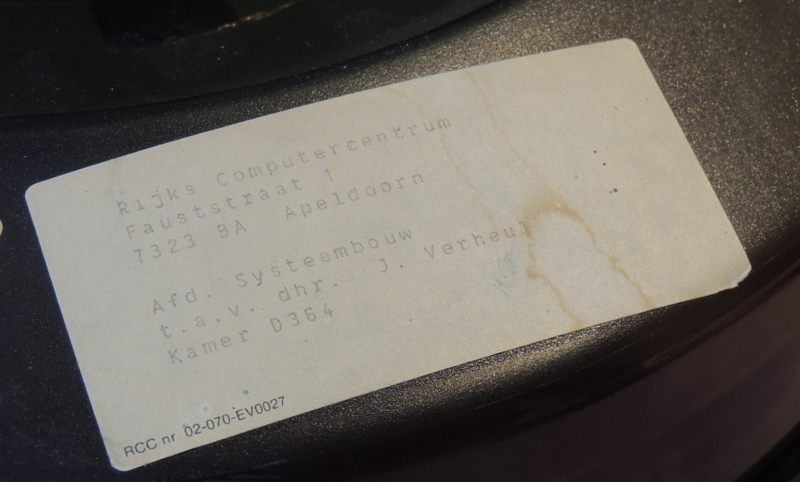 Rijks Computercentrum
Fauststraat 1
7323 BA Apeldoorn
Afd. Systeembouw
t.a.v. dhr. J. Verheul
Kamer D364
RCC nr 02-070-EV0027